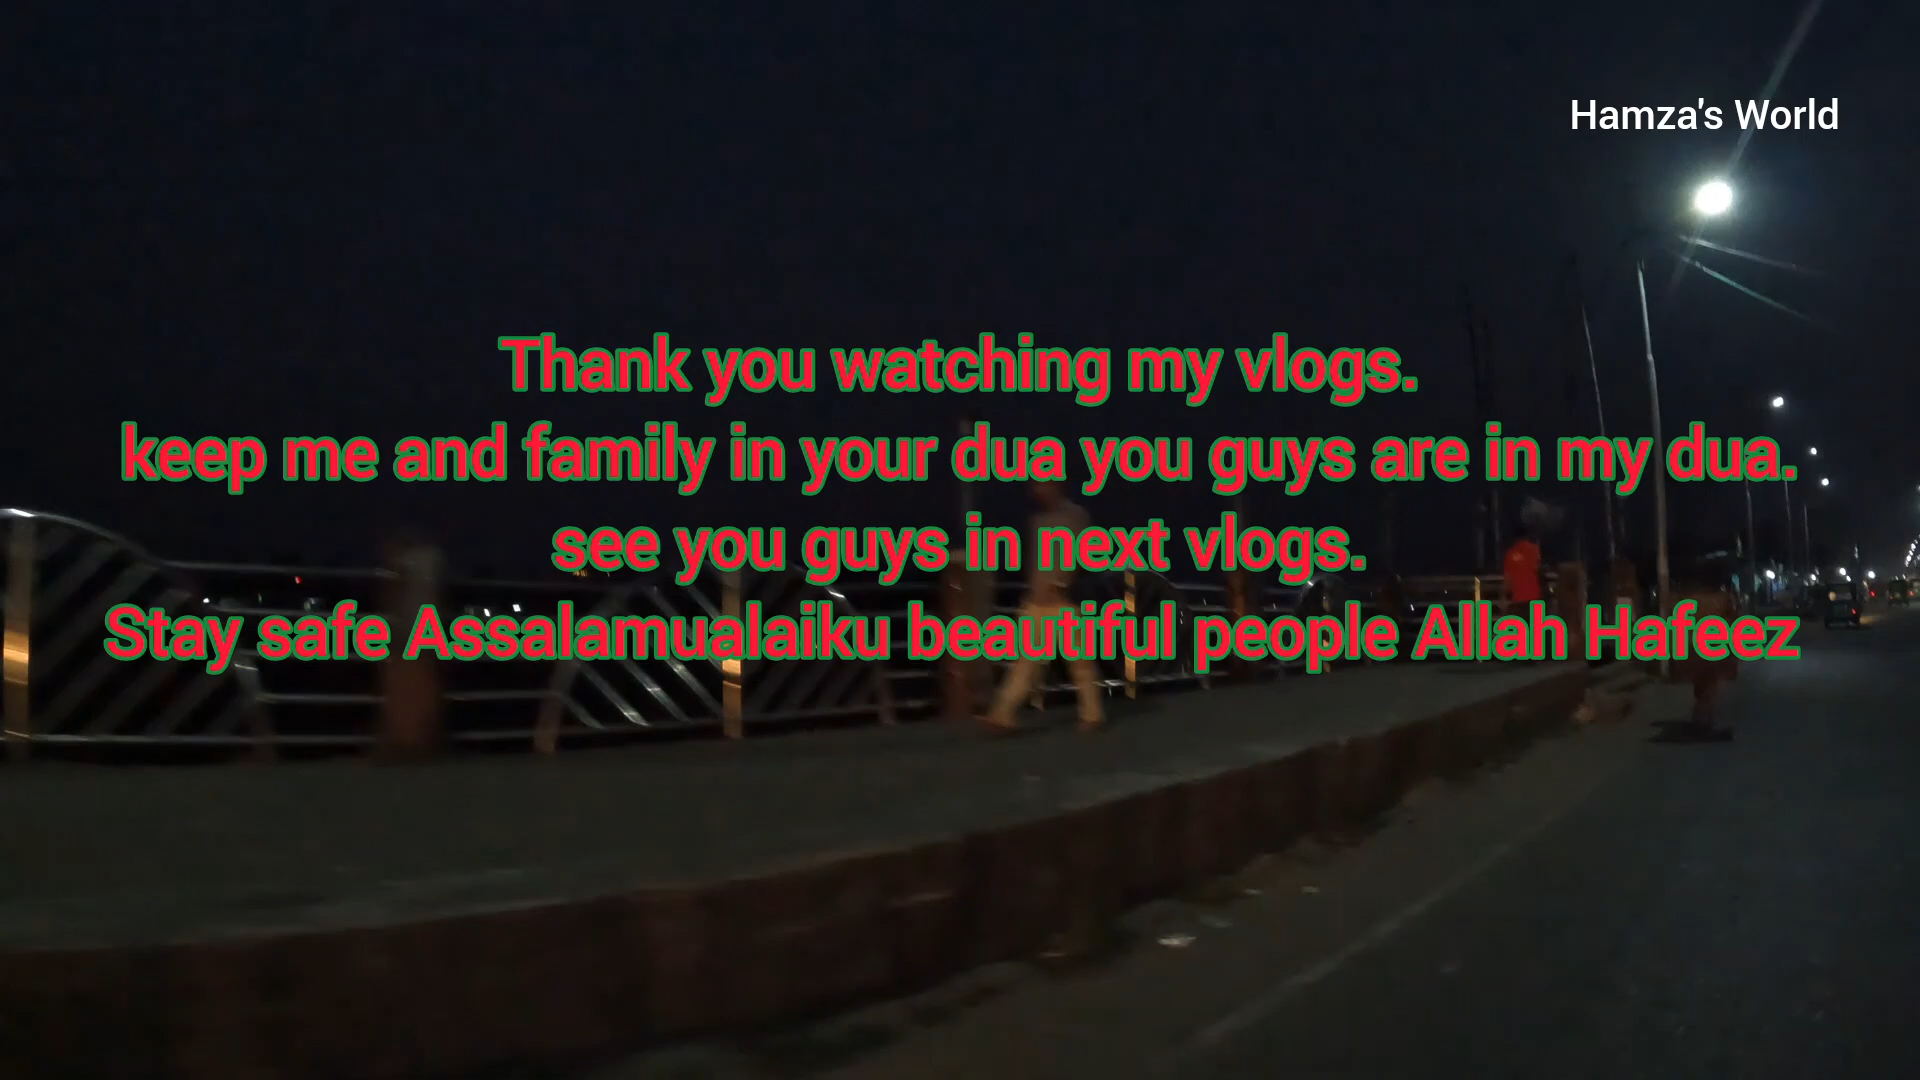 Hamza's World
Thank you watching my vlogs.
keep me and family in your dua you guys are in my dua.
see you guys in next vlogs.
Stay safe Assalamualaiku beautiful people Allah Hafeez